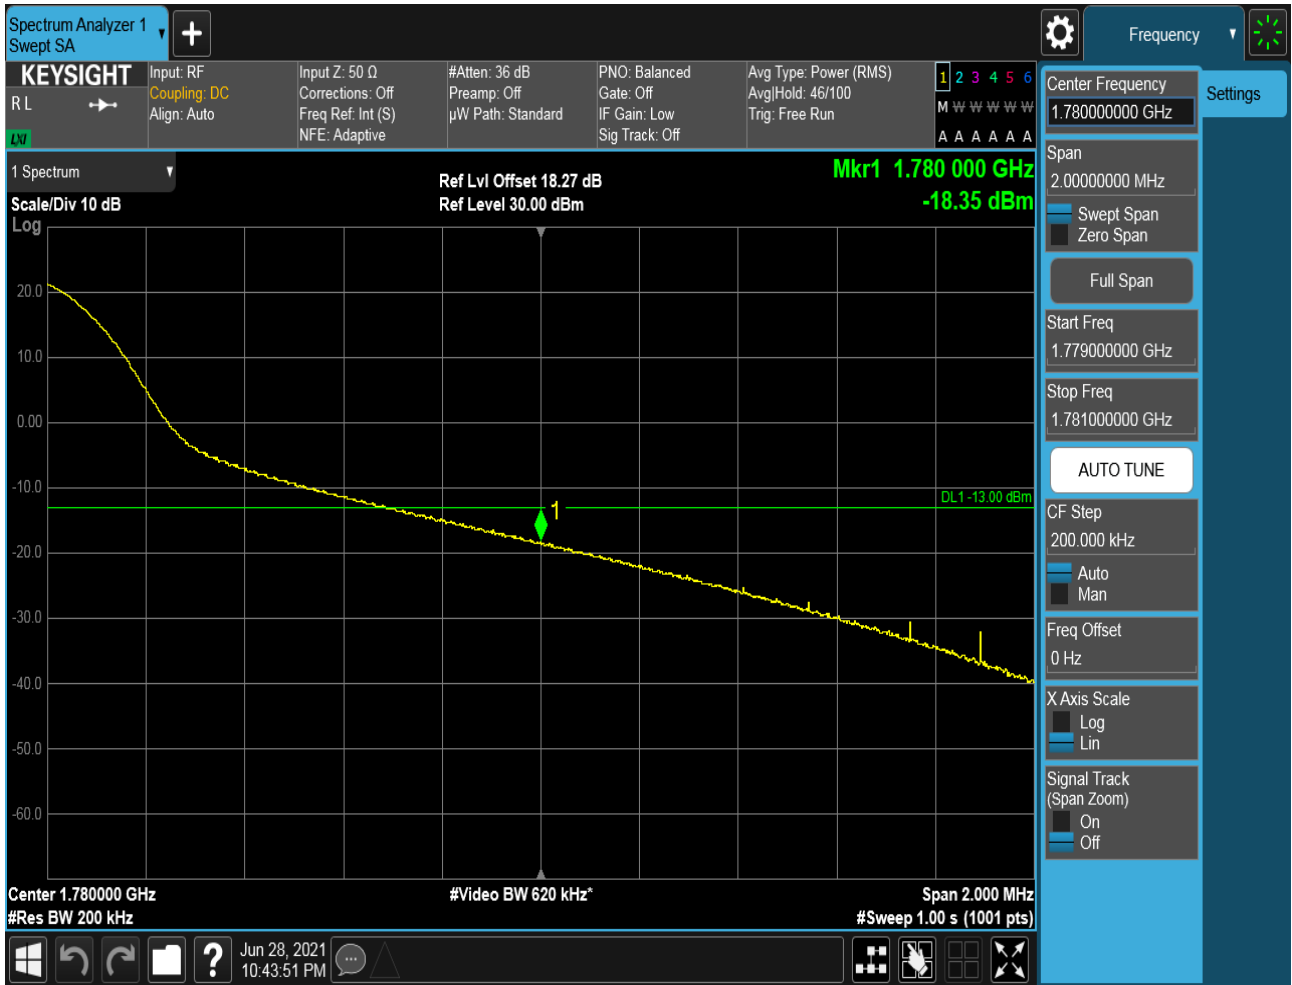 Spectrum Analyzer 1
Swept SA
Frequency
KEYSIGHT
R L
LXI
Input: RF
Coupling: DC
Align: Auto
Input Z: 50 Ω
Corrections: Off
Freq Ref: Int (S)
NFE: Adaptive
#Atten: 36 dB
Preamp: Off
µW Path: Standard
PNO: Balanced
Gate: Off
IF Gain: Low
Sig Track: Off
Avg Type: Power (RMS)
Avg|Hold: 46/100
Trig: Free Run
1 2 3 4 5 6
M W W W W W
A A A A A A
1 Spectrum
Scale/Div 10 dB
Log
Ref Lvl Offset 18.27 dB
Ref Level 30.00 dBm
Mkr1 1.780 000 GHz
-18.35 dBm
20.0
10.0
0.00
-10.0
-20.0
-30.0
-40.0
-50.0
-60.0
DL1 -13.00 dBm
1
Center 1.780000 GHz
#Res BW 200 kHz
#Video BW 620 kHz*
Span 2.000 MHz
#Sweep 1.00 s (1001 pts)
Jun 28, 2021
10:43:51 PM
?
Center Frequency
1.780000000 GHz
Settings
Span
2.00000000 MHz
Swept Span
Zero Span
Full Span
Start Freq
1.779000000 GHz
Stop Freq
1.781000000 GHz
AUTO TUNE
CF Step
200.000 kHz
Auto
Man
Freq Offset
0 Hz
X Axis Scale
Log
Lin
Signal Track
(Span Zoom)
On
Off